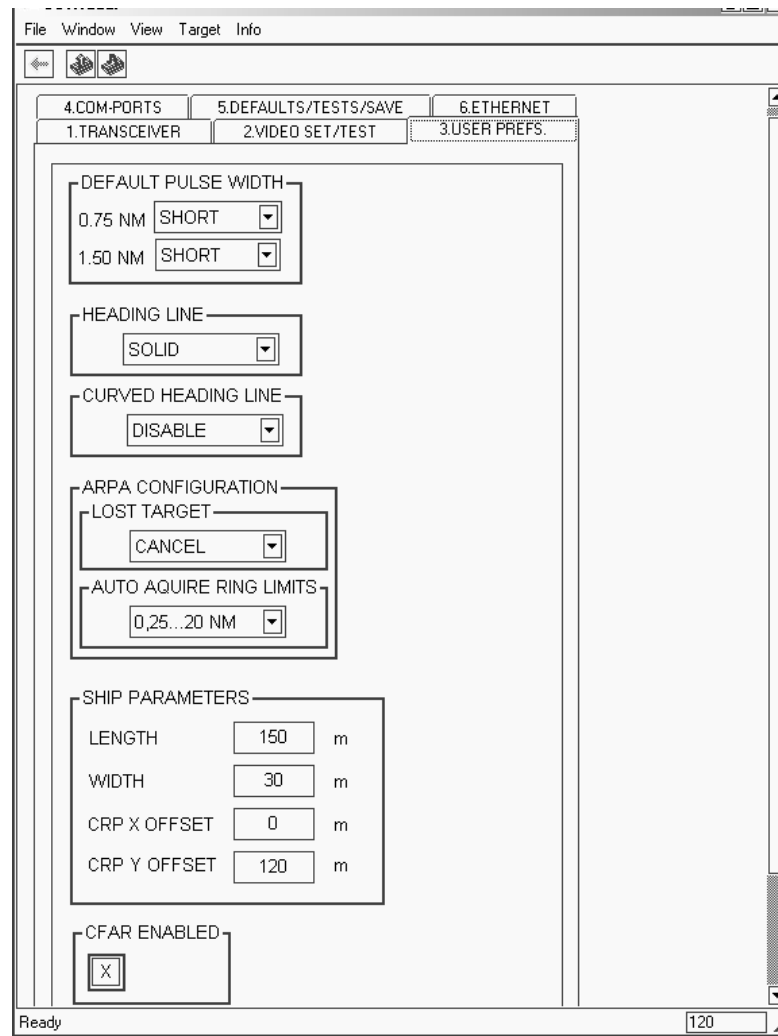 File Window View Target Info
4.COM-PORTS 5.DEFAULTS/TESTS/SAVE 6.ETHERNET
1.TRANSCEIVER 2.VIDEO SET/TEST 3.USER PREFS.
DEFAULT PULSE WIDTH
0.75 NM SHORT
1.50 NM SHORT
HEADING LINE
SOLID
CURVED HEADING LINE
DISABLE
ARPA CONFIGURATION
LOST TARGET
CANCEL
AUTO AQUIRE RING LIMITS
0,25...20 NM
SHIP PARAMETERS
LENGTH 150 m
WIDTH 30 m
CRP X OFFSET 0 m
CRP Y OFFSET 120 m
CFAR ENABLED
X
Ready 120